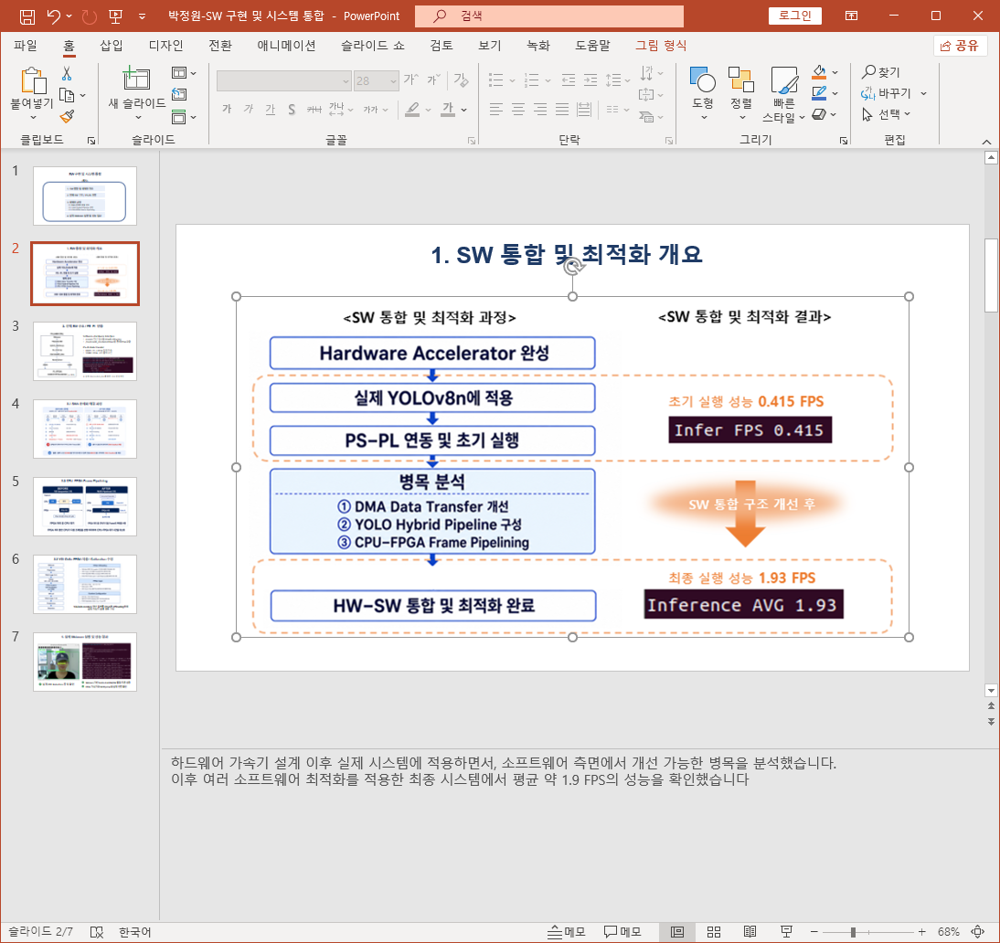 박정원-SW 구현 및 시스템 통합 - PowerPoint
검색
로그인
파일 홈 삽입 디자인 전환 애니메이션 슬라이드 쇼 검토 보기 녹화 도움말 그림 형식
공유
붙여넣기
클립보드
새 슬라이드
슬라이드
28
가 가 가 S 가나 가나 가가 가
글꼴
단락
도형
정렬
빠른
스타일
그리기
찾기
바꾸기
선택
편집
1
2
3
4
5
6
7
1. SW 통합 및 최적화 개요
<SW 통합 및 최적화 과정>
<SW 통합 및 최적화 결과>
Hardware Accelerator 완성
실제 YOLOv8n에 적용
PS-PL 연동 및 초기 실행
초기 실행 성능 0.415 FPS
Infer FPS 0.415
병목 분석
① DMA Data Transfer 개선
② YOLO Hybrid Pipeline 구성
③ CPU-FPGA Frame Pipelining
SW 통합 구조 개선 후
HW-SW 통합 및 최적화 완료
최종 실행 성능 1.93 FPS
Inference AVG 1.93
하드웨어 가속기 설계 이후 실제 시스템에 적용하면서, 소프트웨어 측면에서 개선 가능한 병목을 분석했습니다.
이후 여러 소프트웨어 최적화를 적용한 최종 시스템에서 평균 약 1.9 FPS의 성능을 확인했습니다
슬라이드 2/7 한국어 메모 메모 68%